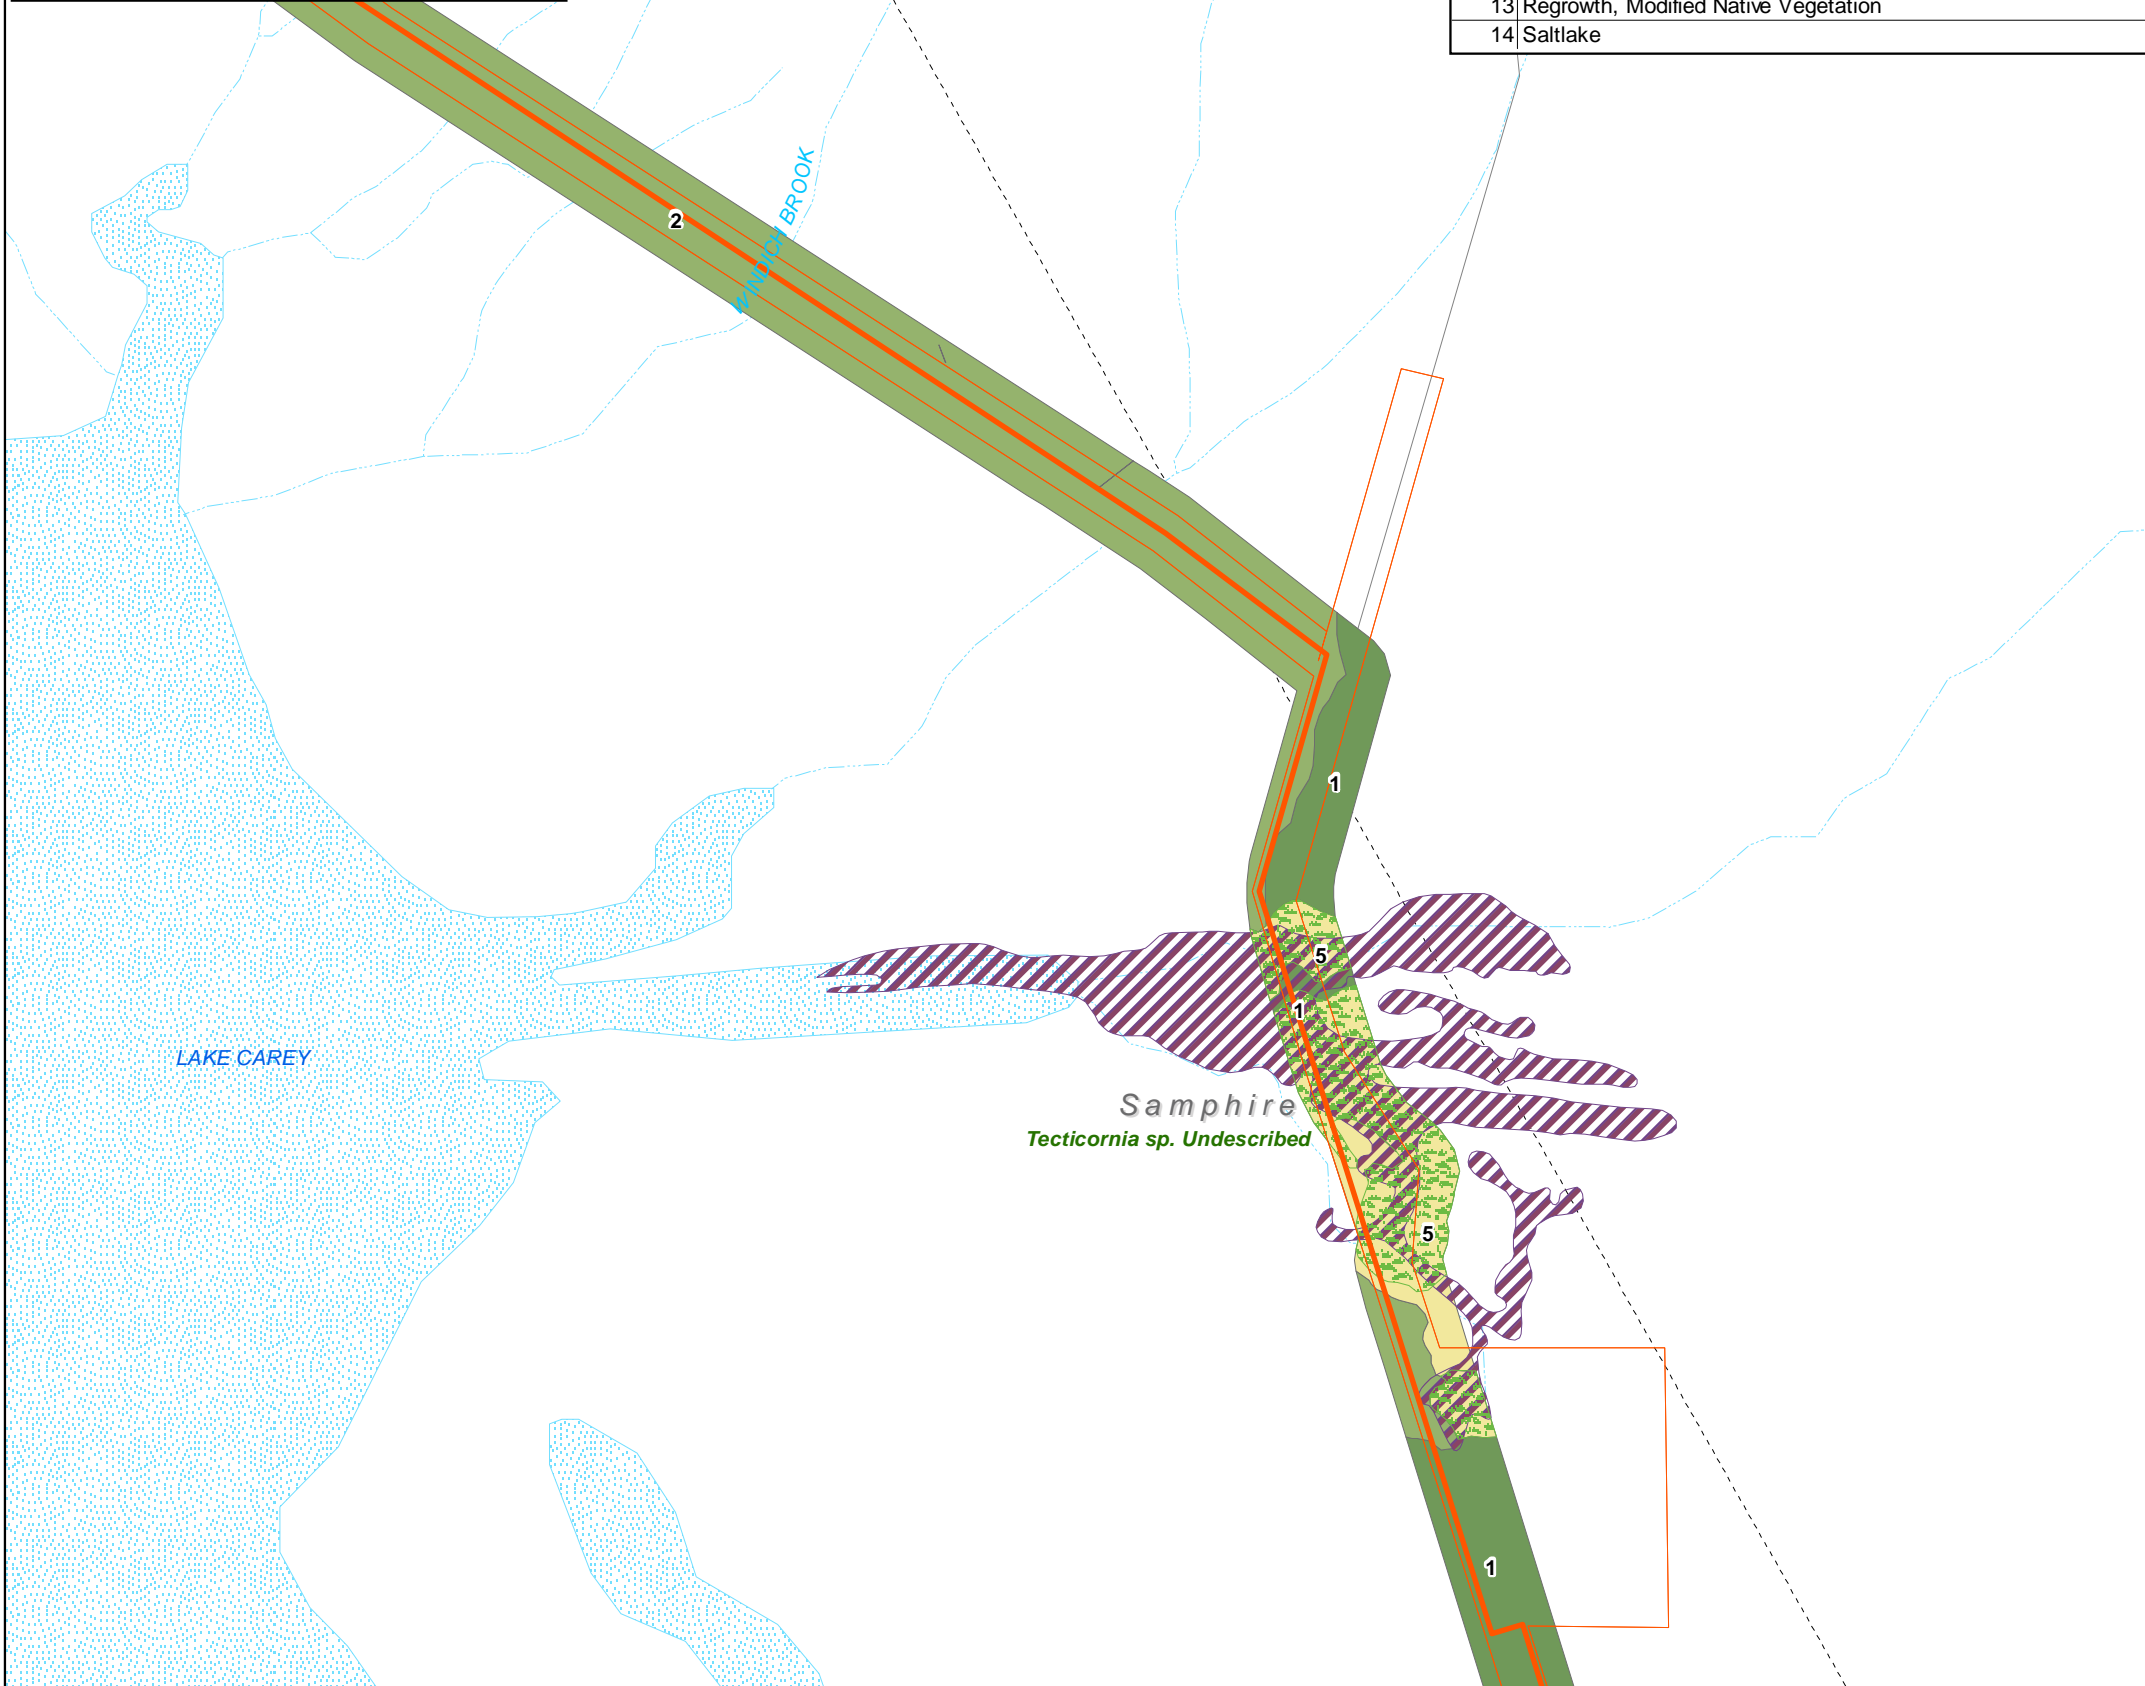 13 Regrowth, Modified Native Vegetation
14 Saltlake
WINDICH BROOK
2
1
5
1
LAKE CAREY
Samphire
Tecticornia sp. Undescribed
5
1